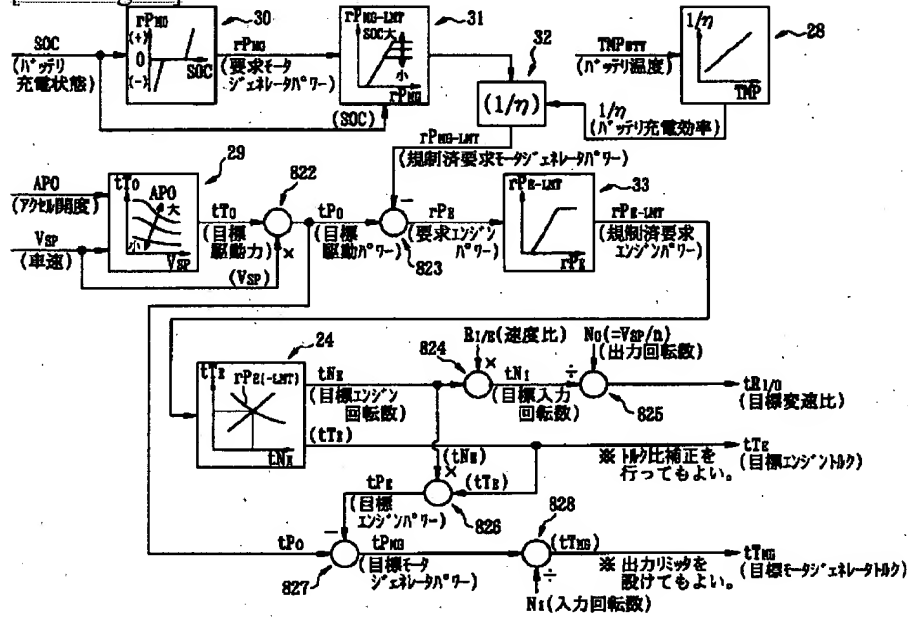 30
rPMG
(+)
0
(-)
SOC
SOC
(バッテリ
充電状態)
rPMG
(要求モータ
ジェネレータパワー)
(SOC)
31
rPMG-LMT
SOC大
小
rPMG
32
(1/η)
TMPBTT
(バッテリ温度)
28
1/η
TMP
1/η
(バッテリ充電効率)
rPMG-LMT
(規制済要求モータジェネレータパワー)
29
APO
(アクセル開度)
VSP
(車速)
tTO
APO
大
小
VSP
tTO
(目標
駆動力)
(VSP)
822
×
tPO
(目標
駆動パワー)
−
823
rPE
(要求エンジン
パワー)
33
rPE-LMT
rPE
rPE-LMT
(規制済要求
エンジンパワー)
24
tTE
rPE(-LMT)
tNE
tNE
(目標エンジン
回転数)
(tTE)
RI/E(速度比)
824
×
tNI
(目標入力
回転数)
NO(=VSP/n)
(出力回転数)
÷
825
tRI/O
(目標変速比)
(tNE)
×
(tTE)
826
※ トルク比補正を
行ってもよい。
tTE
(目標エンジントルク)
tPE
(目標
エンジンパワー)
tPO
−
827
tPMG
(目標モータ
ジェネレータパワー)
828
÷
NI(入力回転数)
(tTMG)
※ 出力リミッタを
設けてもよい。
tTMG
(目標モータジェネレータトルク)